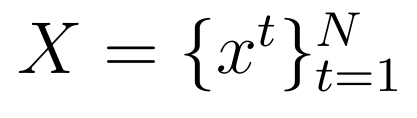 X = \{x^t\}_{t=1}^{N}